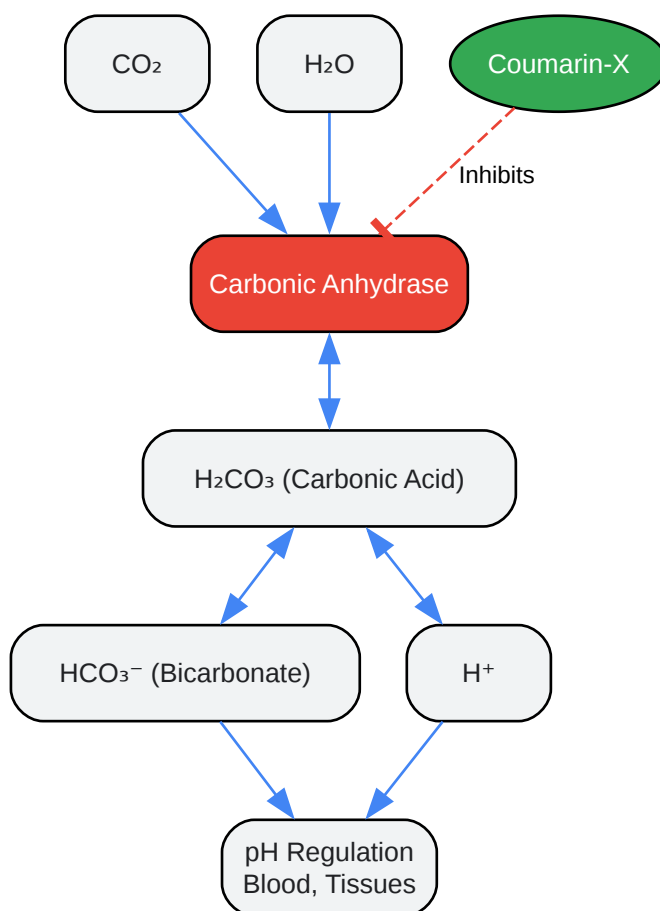 CO₂
H₂O
Coumarin-X
Inhibits
Carbonic Anhydrase
H₂CO₃ (Carbonic Acid)
HCO₃⁻ (Bicarbonate)
H⁺
pH Regulation
Blood, Tissues